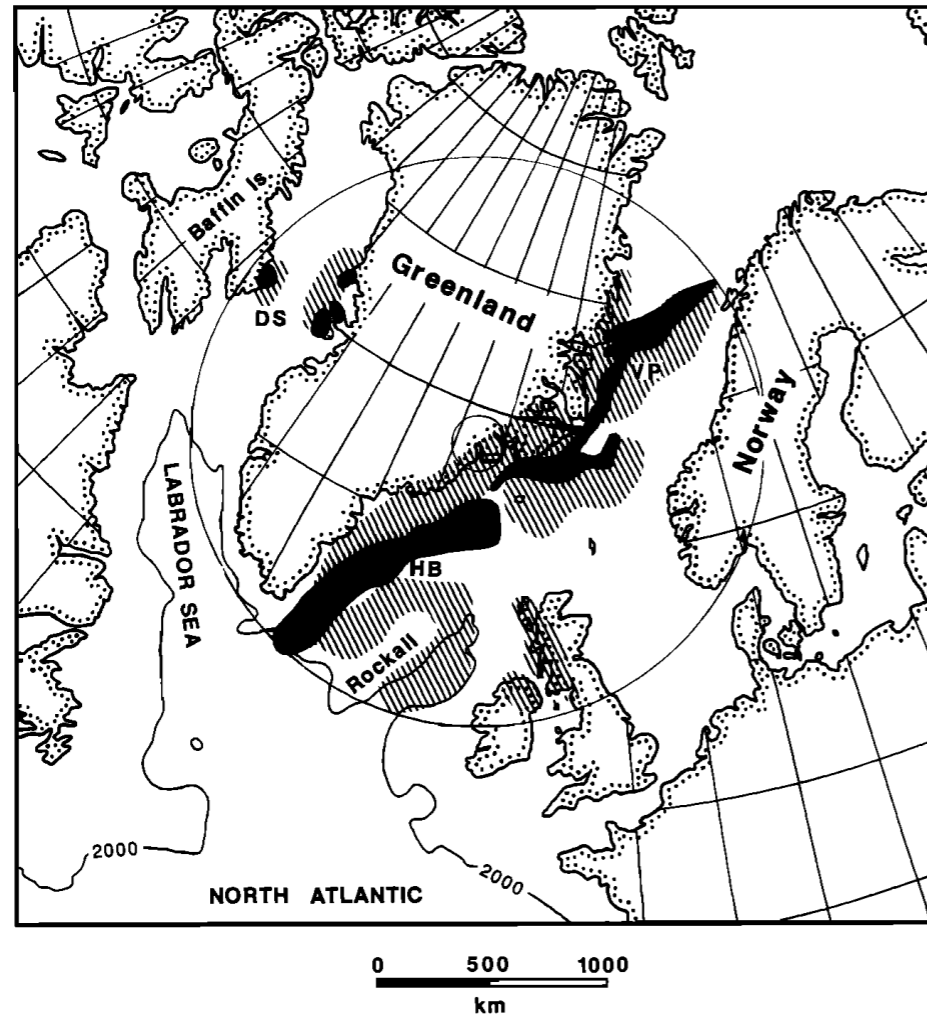 Baffin Is.
Greenland
DS
VP
Norway
LABRADOR SEA
HB
Rockall
2000
2000
NORTH ATLANTIC
0 500 1000
km